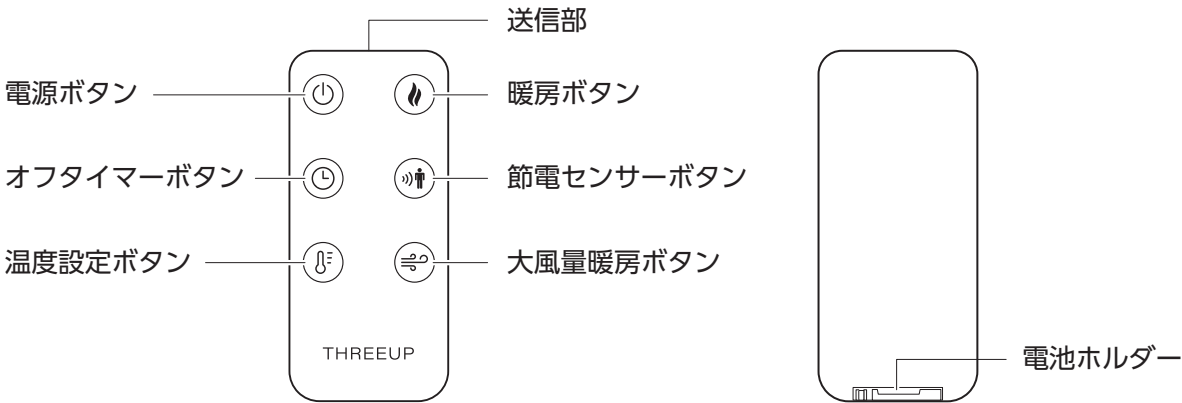 送信部
電源ボタン
暖房ボタン
オフタイマーボタン
節電センサーボタン
温度設定ボタン
大風量暖房ボタン
THREEUP
電池ホルダー